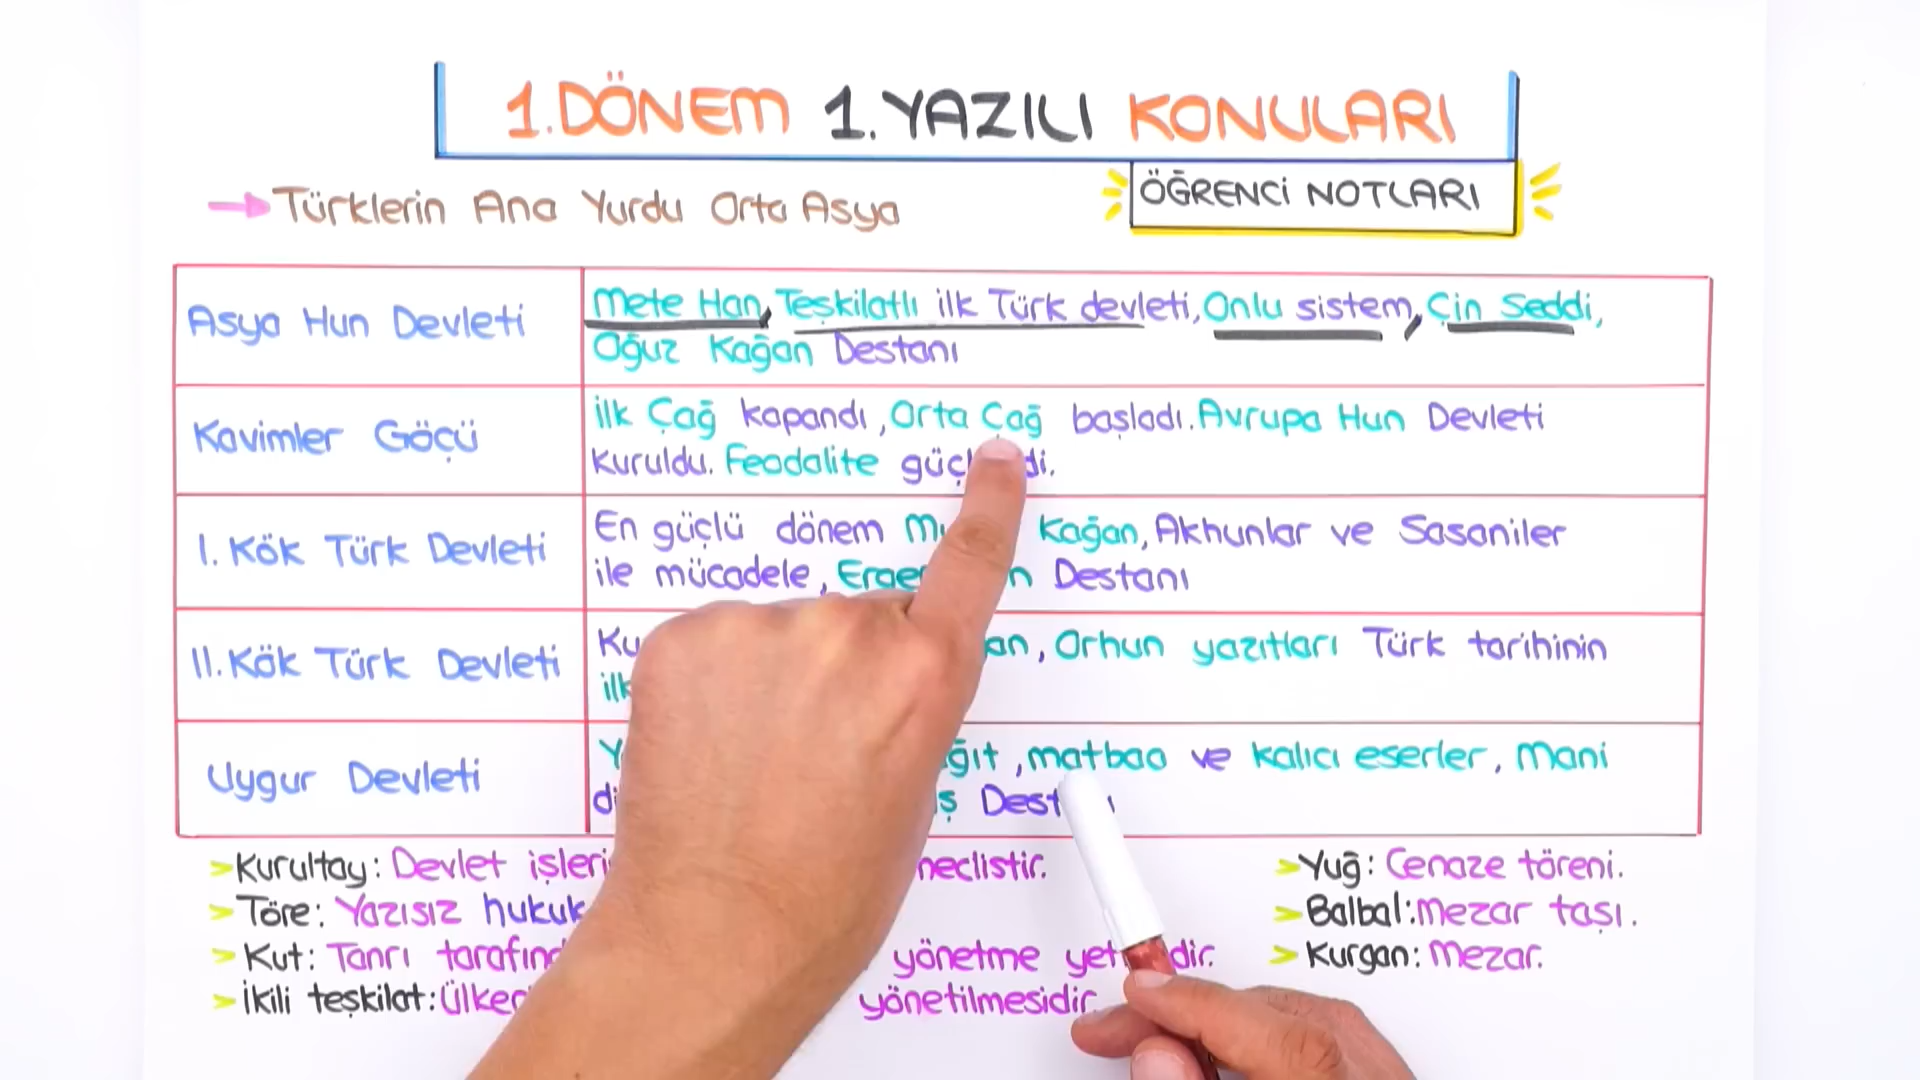 1.DÖNEM 1.YAZILI KONULARI
ÖĞRENCİ NOTLARI
Türklerin Ana Yurdu Orta Asya
Asya Hun Devleti
Mete Han, Teşkilatlı ilk Türk devleti, Onlu sistem, Çin Seddi,
Oğuz Kağan Destanı
Kavimler Göçü
İlk Çağ kapandı, Orta Çağ başladı. Avrupa Hun Devleti
kuruldu. Feodalite
I. Kök Türk Devleti
En güçlü dönem Kağan, Akhunlar ve Sasaniler
ile mücadele, Destanı
II. Kök Türk Devleti
Orhun yazıtları Türk tarihinin
Uygur Devleti
matbaa ve kalıcı eserler, Mani
Kurultay: Devlet meclistir.
Töre: Yazısız hukuk
Kut: Tanrı yönetme
İkili teşkilat: yönetilmesidir.
Yuğ: Cenaze töreni.
Balbal: Mezar taşı.
Kurgan: Mezar.